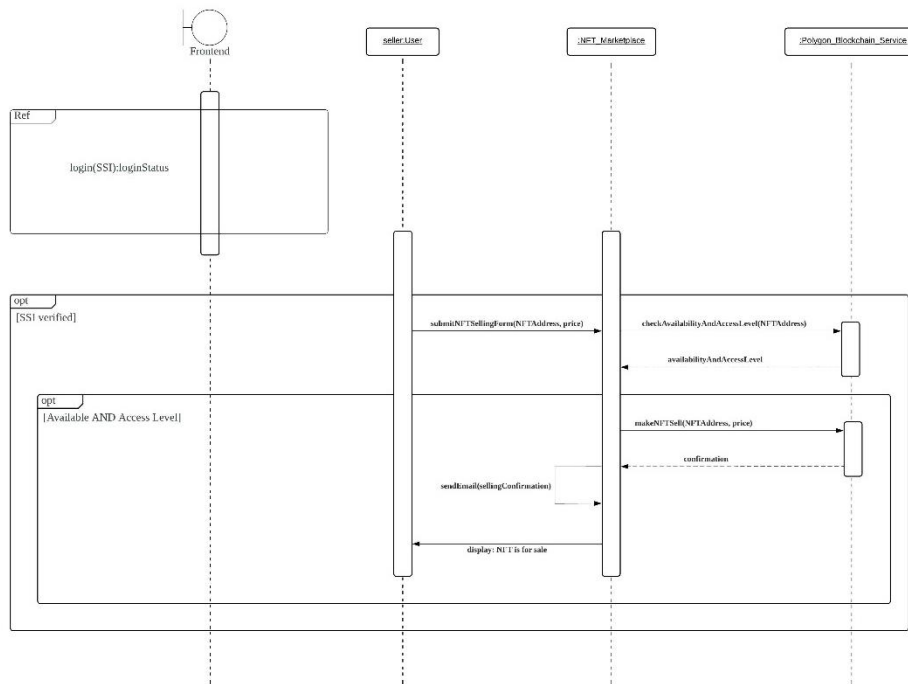 Frontend
seller:User
:NFT_Marketplace
:Polygon_Blockchain_Service
Ref
login(SSI):loginStatus
opt
[SSI verified]
submitNFTSellingForm(NFTAddress, price)
checkAvailabilityAndAccessLevel(NFTAddress)
availabilityAndAccessLevel
opt
[Available AND Access Level]
makeNFTSell(NFTAddress, price)
confirmation
sendEmail(sellingConfirmation)
display: NFT is for sale